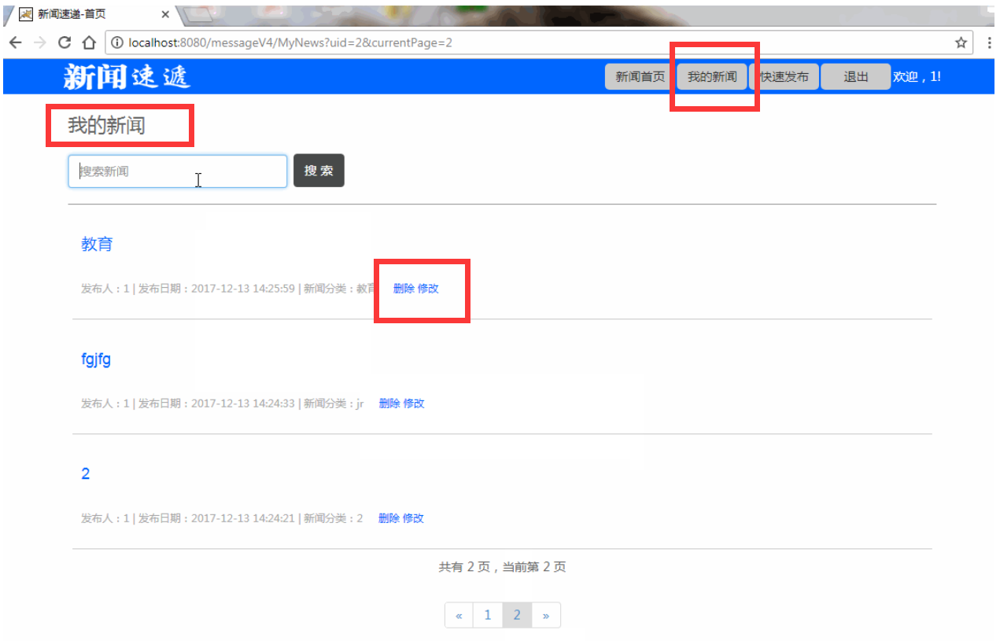 新闻速递-首页
localhost:8080/messageV4/MyNews?uid=2&currentPage=2
新闻速递
新闻首页 我的新闻 快速发布 退出 欢迎，1!
我的新闻
搜索新闻 搜 索
教育
发布人：1 | 发布日期：2017-12-13 14:25:59 | 新闻分类：教育 删除 修改
fgjfg
发布人：1 | 发布日期：2017-12-13 14:24:33 | 新闻分类：jr 删除 修改
2
发布人：1 | 发布日期：2017-12-13 14:24:21 | 新闻分类：2 删除 修改
共有 2 页，当前第 2 页
« 1 2 »